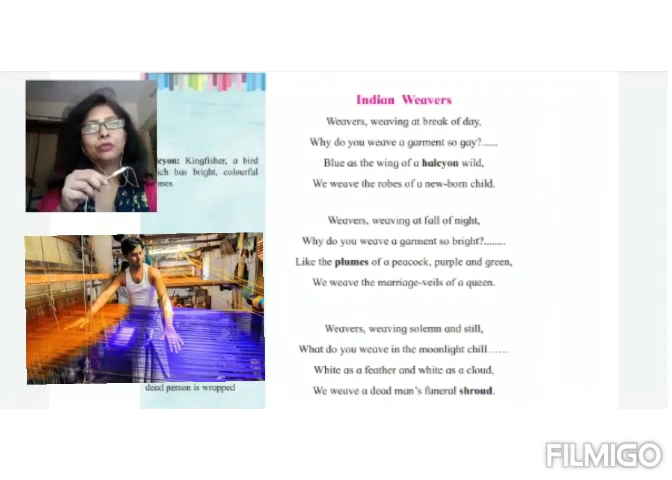 Indian Weavers
Weavers, weaving at break of day,
Why do you weave a garment so gay?......
Blue as the wing of a halcyon wild,
We weave the robes of a new-born child.
Weavers, weaving at fall of night,
Why do you weave a garment so bright?........
Like the plumes of a peacock, purple and green,
We weave the marriage-veils of a queen.
Weavers, weaving solemn and still,
What do you weave in the moonlight chill......
White as a feather and white as a cloud,
We weave a dead man's funeral shroud.
Kingfisher, a bird
has bright, colourful
dead person is wrapped
FILMIGO